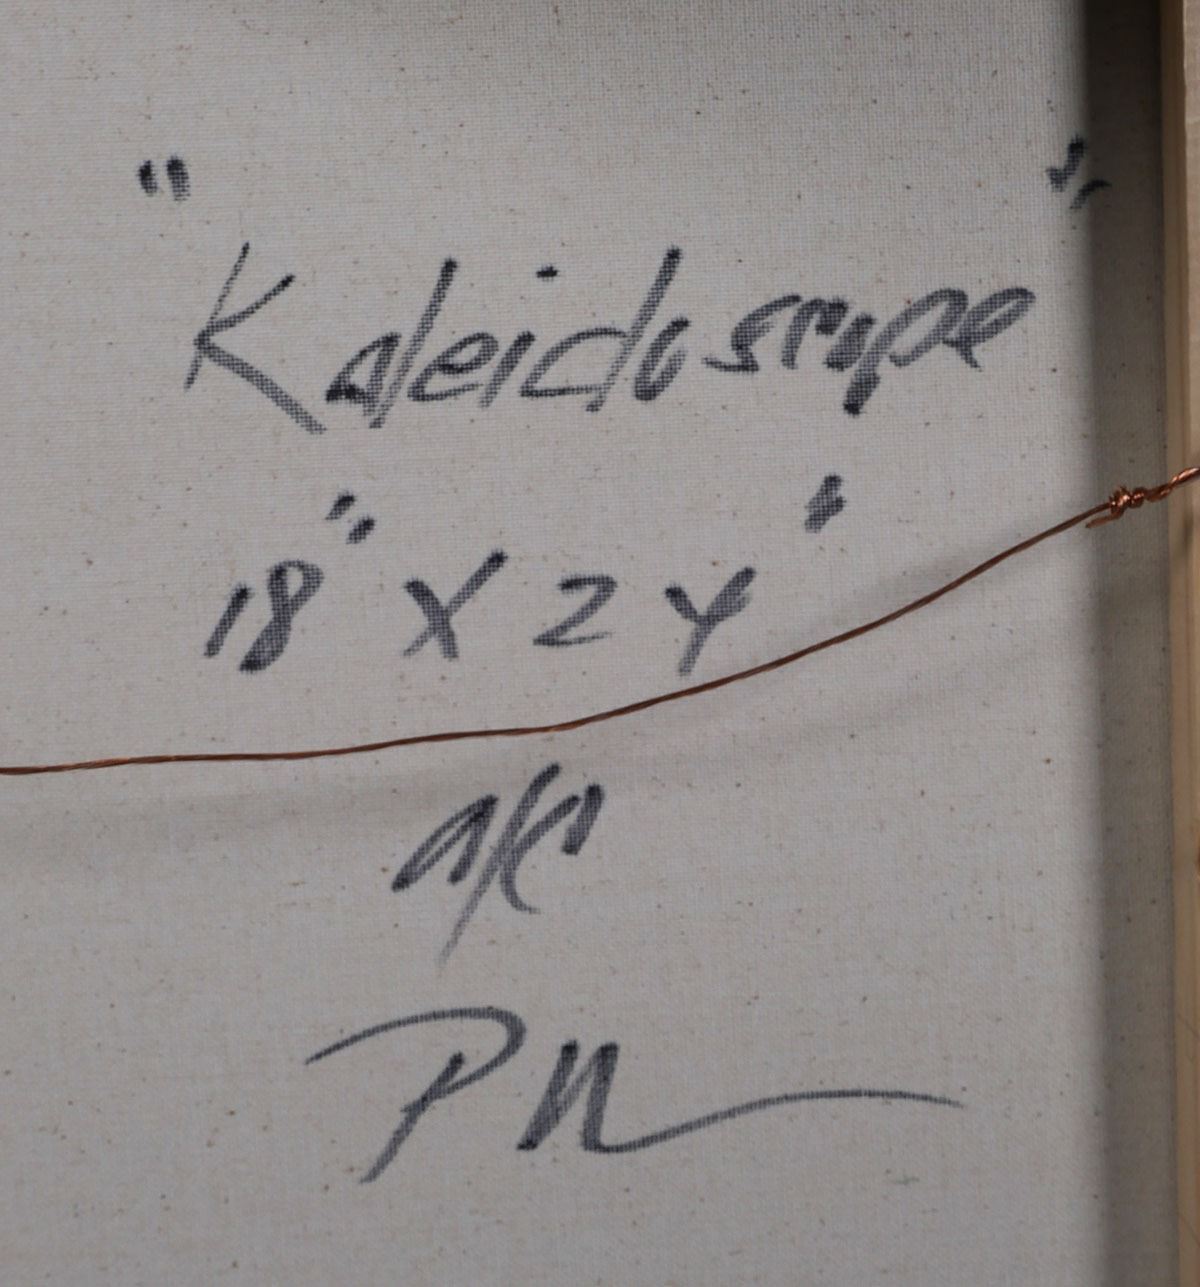 "Kaleidoscope"
18" X 24"
a/c